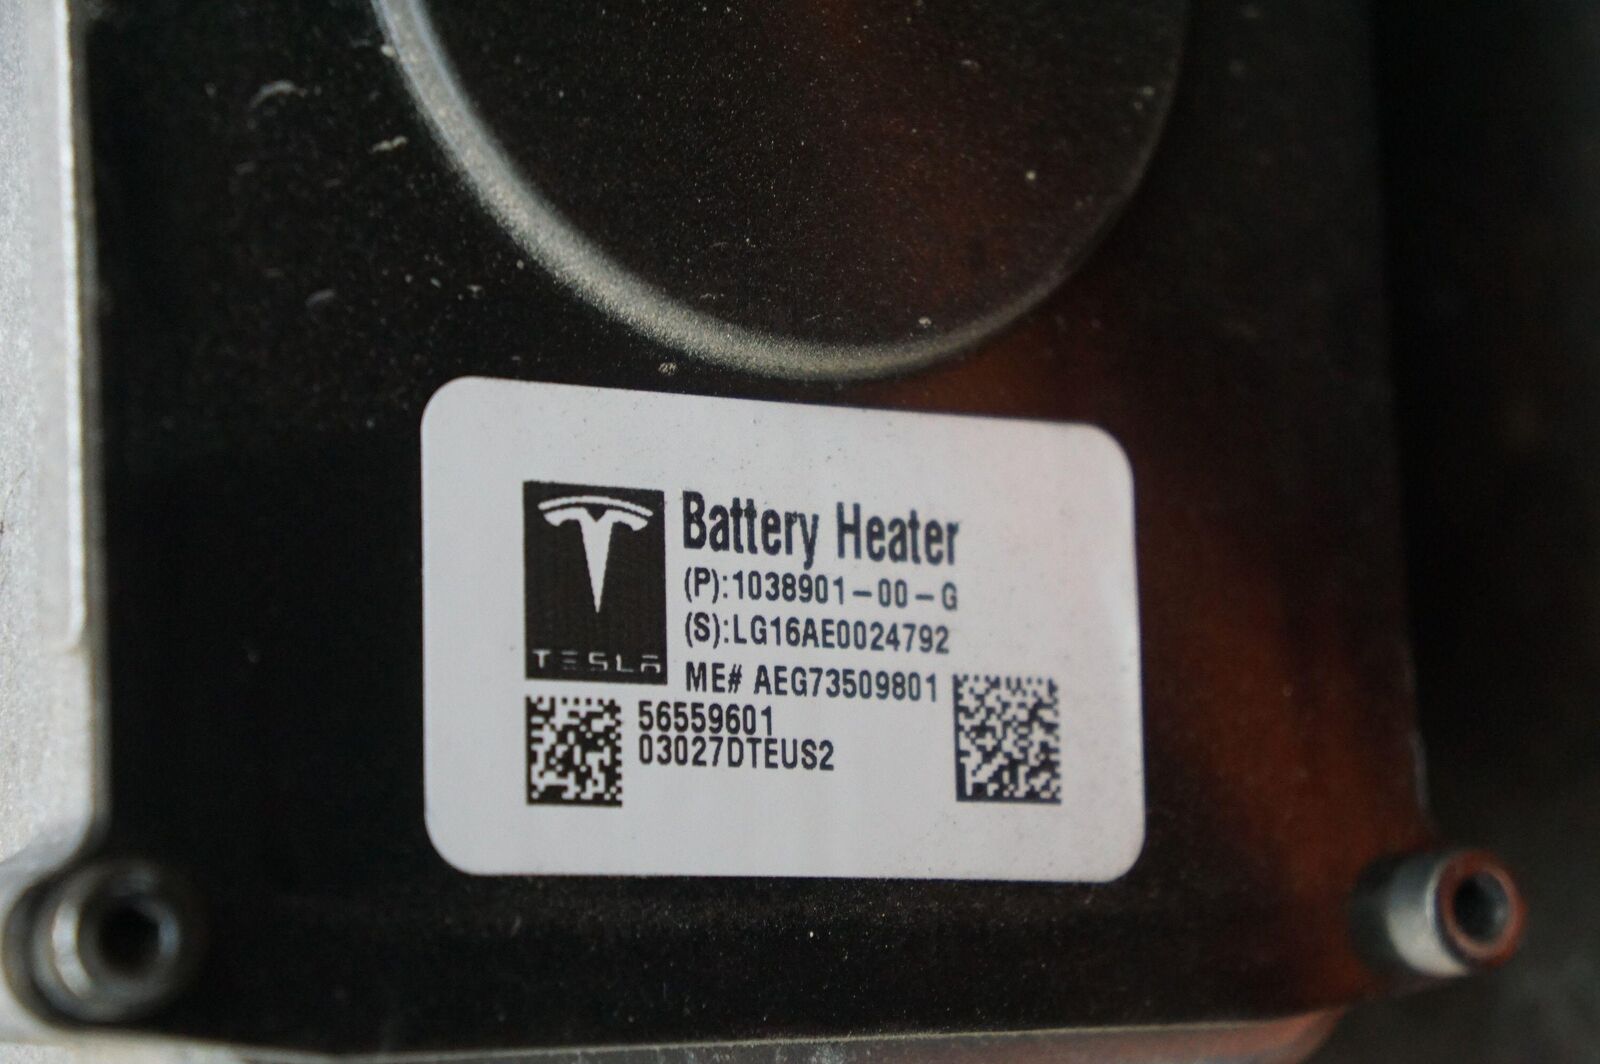 Battery Heater
(P):1038901-00-G
(S):LG16AE0024792
TESLA
ME# AEG73509801
56559601
03027DTEUS2